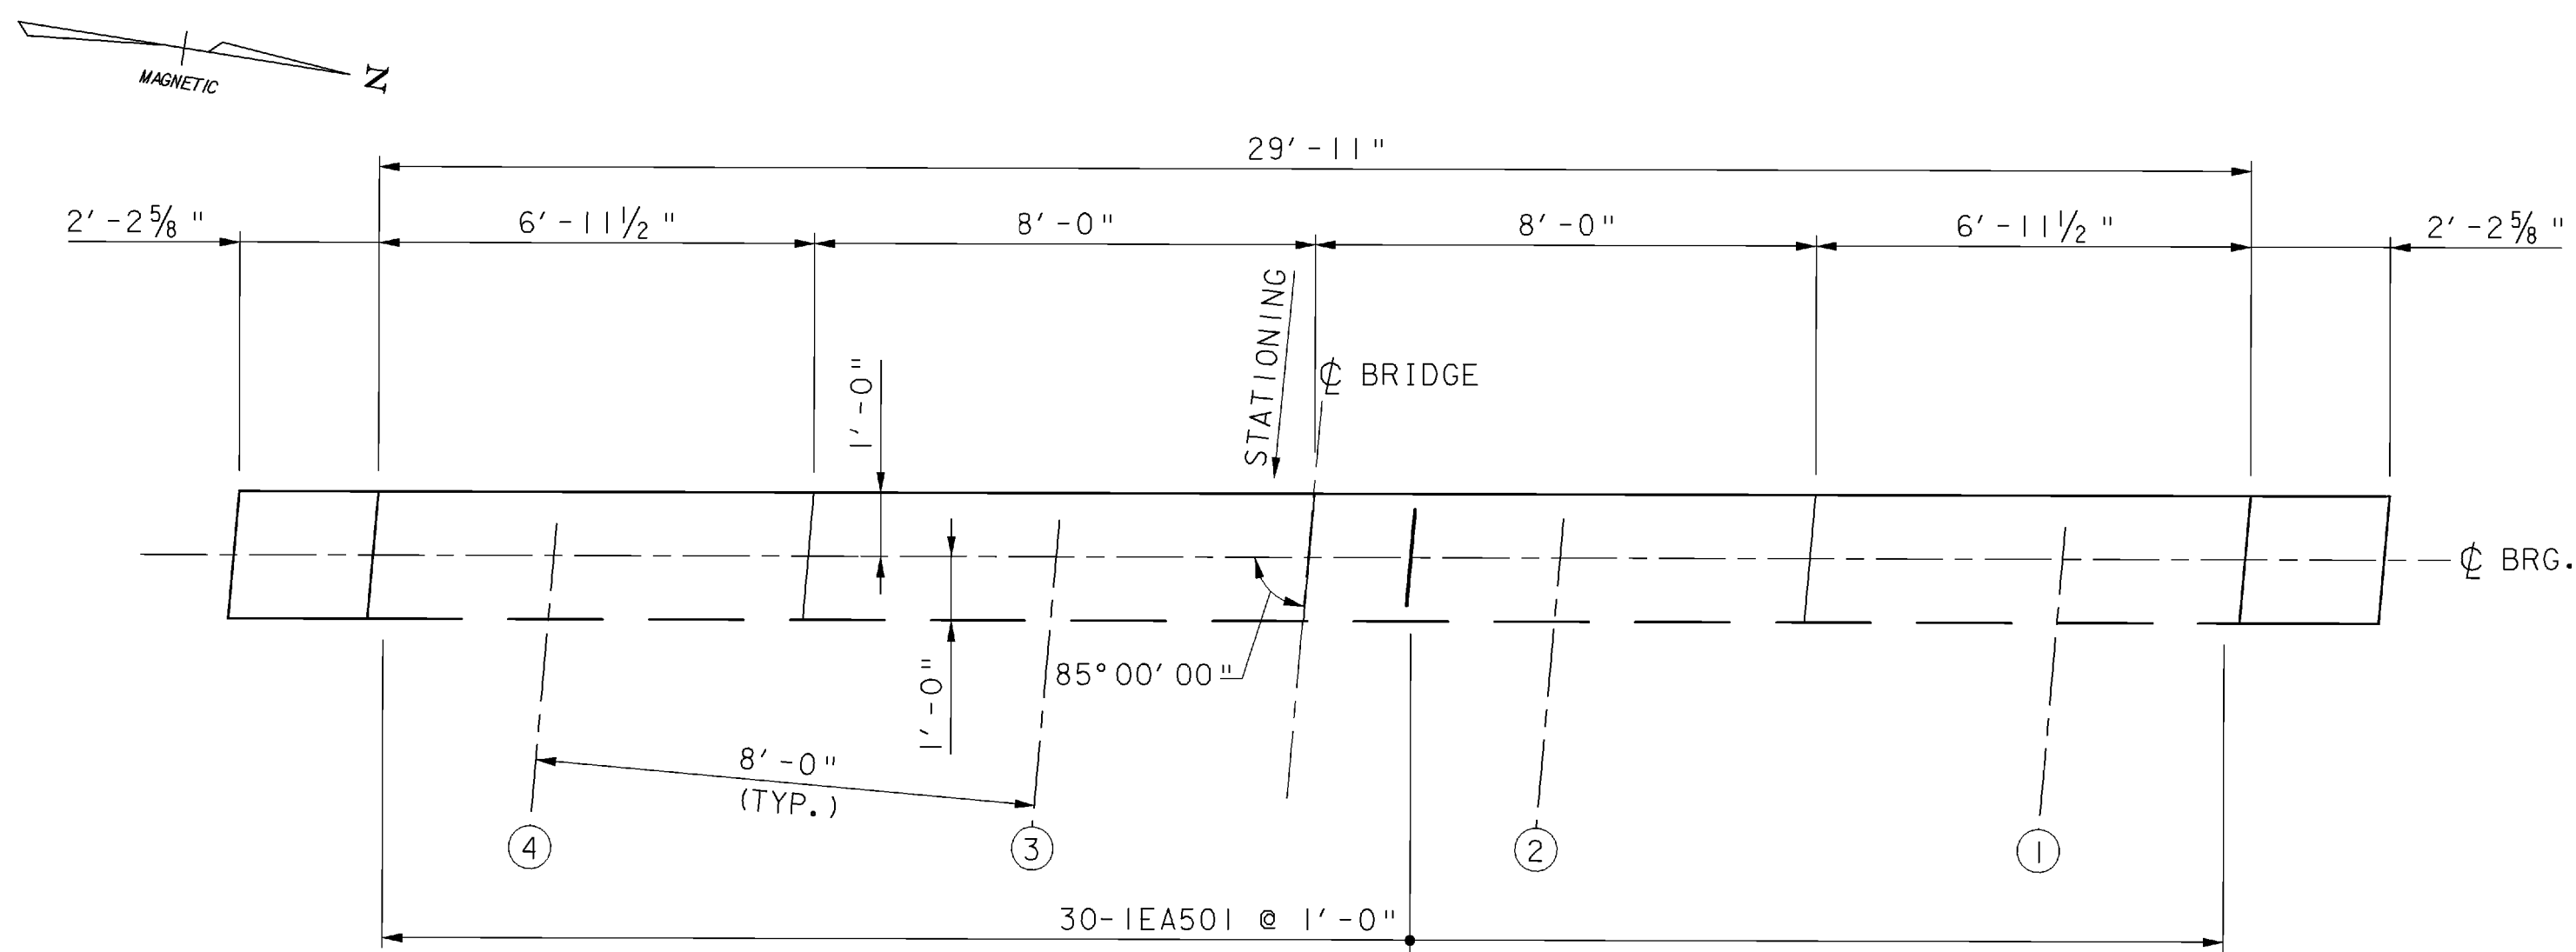 N
MAGNETIC
29'-11"
2'-2⅝" 6'-11½" 8'-0" 8'-0" 6'-11½" 2'-2⅝"
STATIONING
℄ BRIDGE
1'-0"
℄ BRG.
1'-0"
85°00'00"
8'-0"
(TYP.)
4 3 2 1
30-1EA501 @ 1'-0"